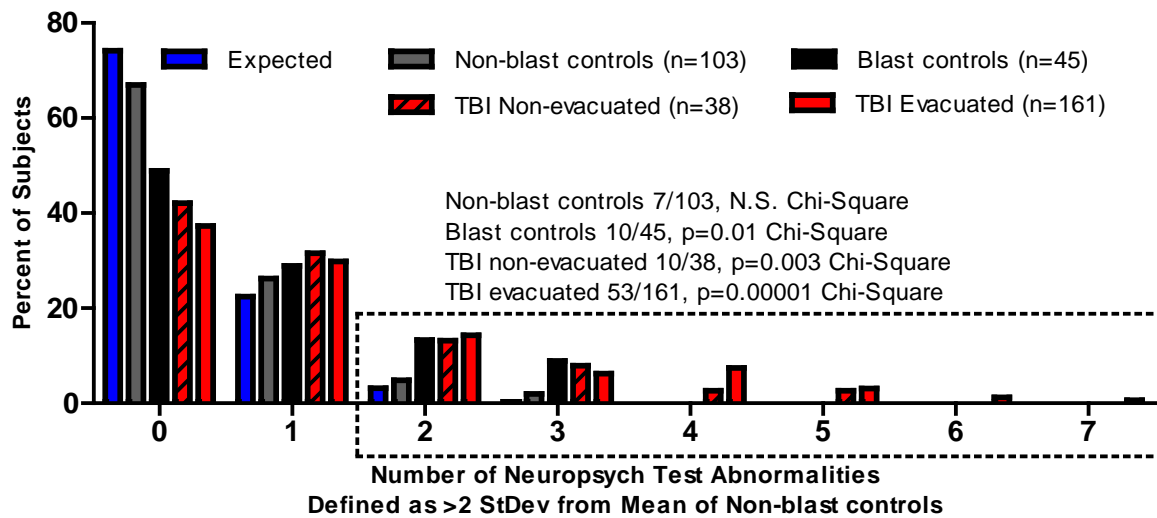 80
60
40
20
0
Percent of Subjects
Expected
Non-blast controls (n=103)
Blast controls (n=45)
TBI Non-evacuated (n=38)
TBI Evacuated (n=161)
Non-blast controls 7/103, N.S. Chi-Square
Blast controls 10/45, p=0.01 Chi-Square
TBI non-evacuated 10/38, p=0.003 Chi-Square
TBI evacuated 53/161, p=0.00001 Chi-Square
0 1 2 3 4 5 6 7
Number of Neuropsych Test Abnormalities
Defined as >2 StDev from Mean of Non-blast controls